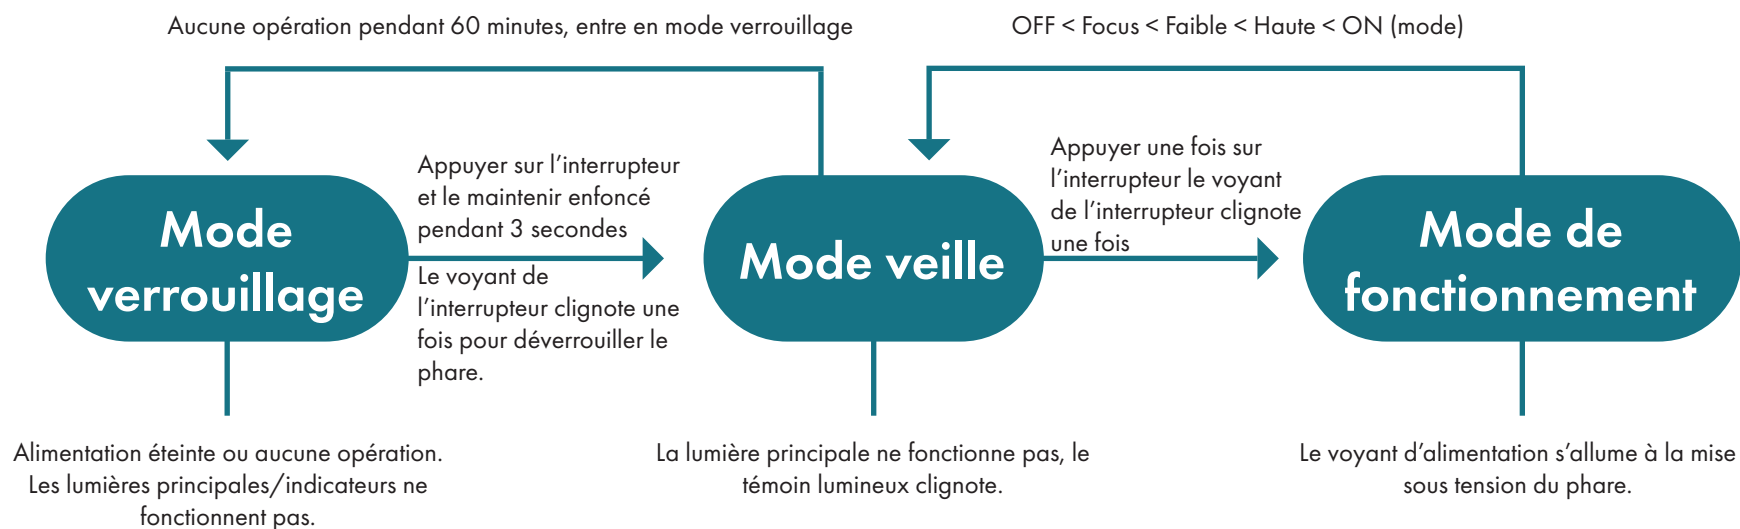 Aucune opération pendant 60 minutes, entre en mode verrouillage
OFF < Focus < Faible < Haute < ON (mode)
Mode
verrouillage
Appuyer sur l’interrupteur
et le maintenir enfoncé
pendant 3 secondes
Le voyant de
l’interrupteur clignote une
fois pour déverrouiller le
phare.
Mode veille
Appuyer une fois sur
l’interrupteur le voyant
de l’interrupteur clignote
une fois
Mode de
fonctionnement
Alimentation éteinte ou aucune opération.
Les lumières principales/indicateurs ne
fonctionnent pas.
La lumière principale ne fonctionne pas, le
témoin lumineux clignote.
Le voyant d’alimentation s’allume à la mise
sous tension du phare.